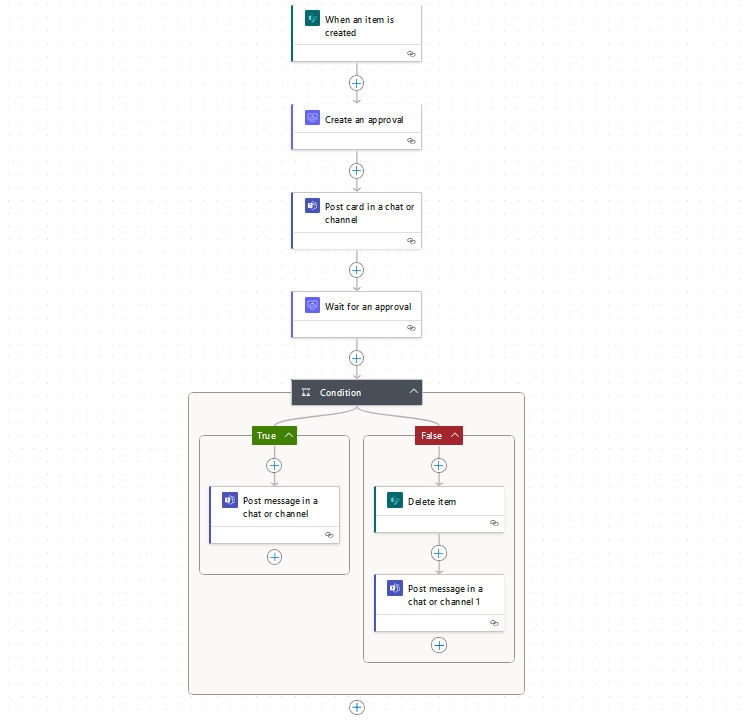 When an item is
created
Create an approval
Post card in a chat or
channel
Wait for an approval
Condition
True
False
Post message in a
chat or channel
Delete item
Post message in a
chat or channel 1